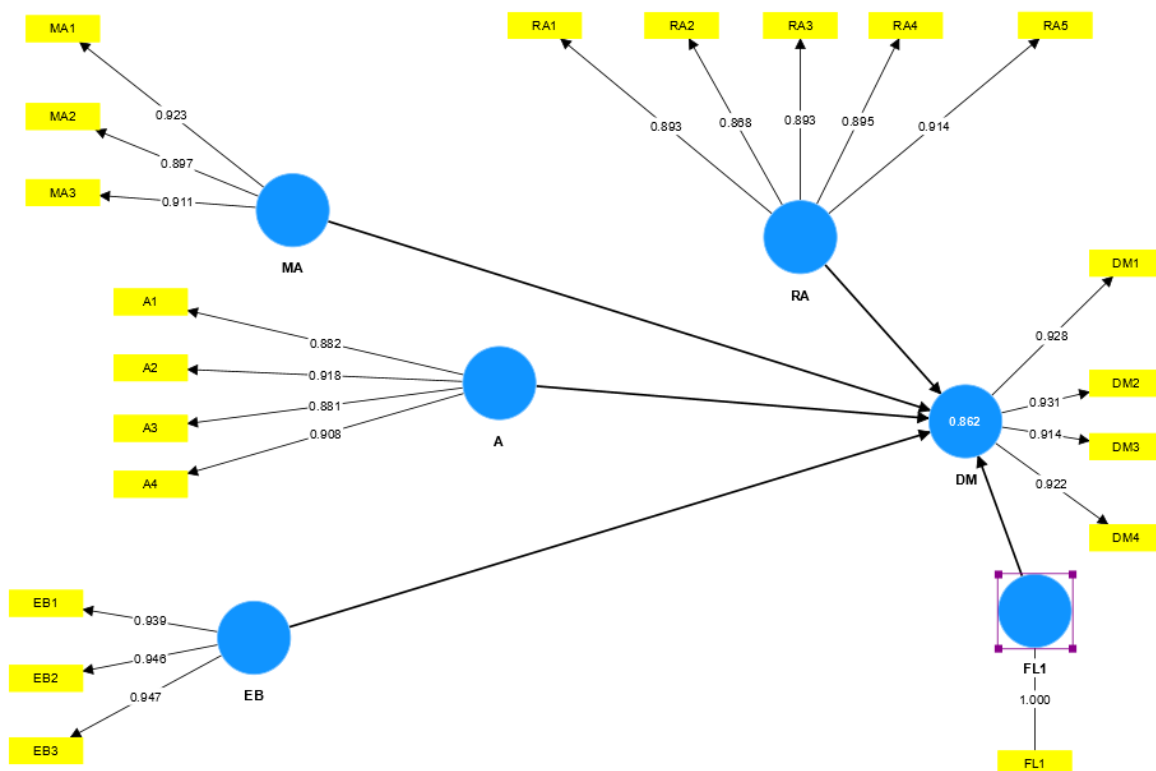 MA1
MA2
MA3
0.923
0.897
0.911
MA
RA1
RA2
RA3
RA4
RA5
0.893
0.868
0.893
0.895
0.914
RA
A1
A2
A3
A4
0.882
0.918
0.881
0.908
A
DM1
DM2
DM3
DM4
0.928
0.931
0.914
0.922
0.862
DM
EB1
EB2
EB3
0.939
0.946
0.947
EB
FL1
1.000
FL1